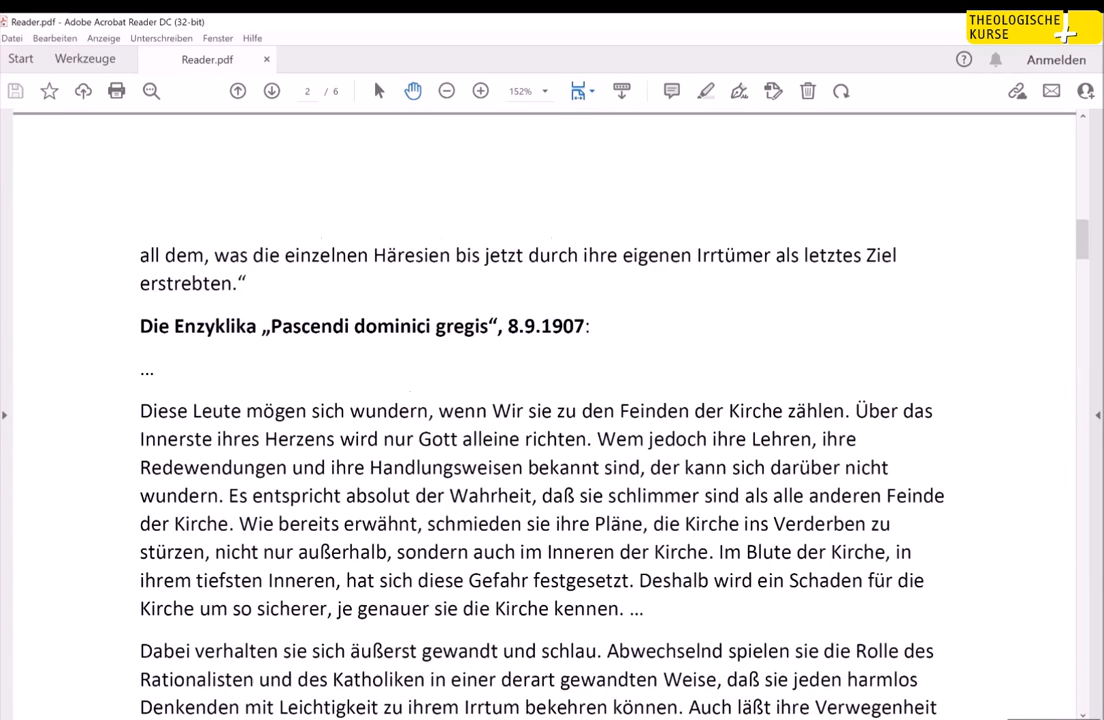 Reader.pdf - Adobe Acrobat Reader DC (32-bit)
THEOLOGISCHE
KURSE
Datei Bearbeiten Anzeige Unterschreiben Fenster Hilfe
Start Werkzeuge Reader.pdf × Anmelden
2 / 6 152%
all dem, was die einzelnen Häresien bis jetzt durch ihre eigenen Irrtümer als letztes Ziel
erstrebten.“
Die Enzyklika „Pascendi dominici gregis“, 8.9.1907:
...
Diese Leute mögen sich wundern, wenn Wir sie zu den Feinden der Kirche zählen. Über das
Innerste ihres Herzens wird nur Gott alleine richten. Wem jedoch ihre Lehren, ihre
Redewendungen und ihre Handlungsweisen bekannt sind, der kann sich darüber nicht
wundern. Es entspricht absolut der Wahrheit, daß sie schlimmer sind als alle anderen Feinde
der Kirche. Wie bereits erwähnt, schmieden sie ihre Pläne, die Kirche ins Verderben zu
stürzen, nicht nur außerhalb, sondern auch im Inneren der Kirche. Im Blute der Kirche, in
ihrem tiefsten Inneren, hat sich diese Gefahr festgesetzt. Deshalb wird ein Schaden für die
Kirche um so sicherer, je genauer sie die Kirche kennen. ...
Dabei verhalten sie sich äußerst gewandt und schlau. Abwechselnd spielen sie die Rolle des
Rationalisten und des Katholiken in einer derart gewandten Weise, daß sie jeden harmlos
Denkenden mit Leichtigkeit zu ihrem Irrtum bekehren können. Auch läßt ihre Verwegenheit